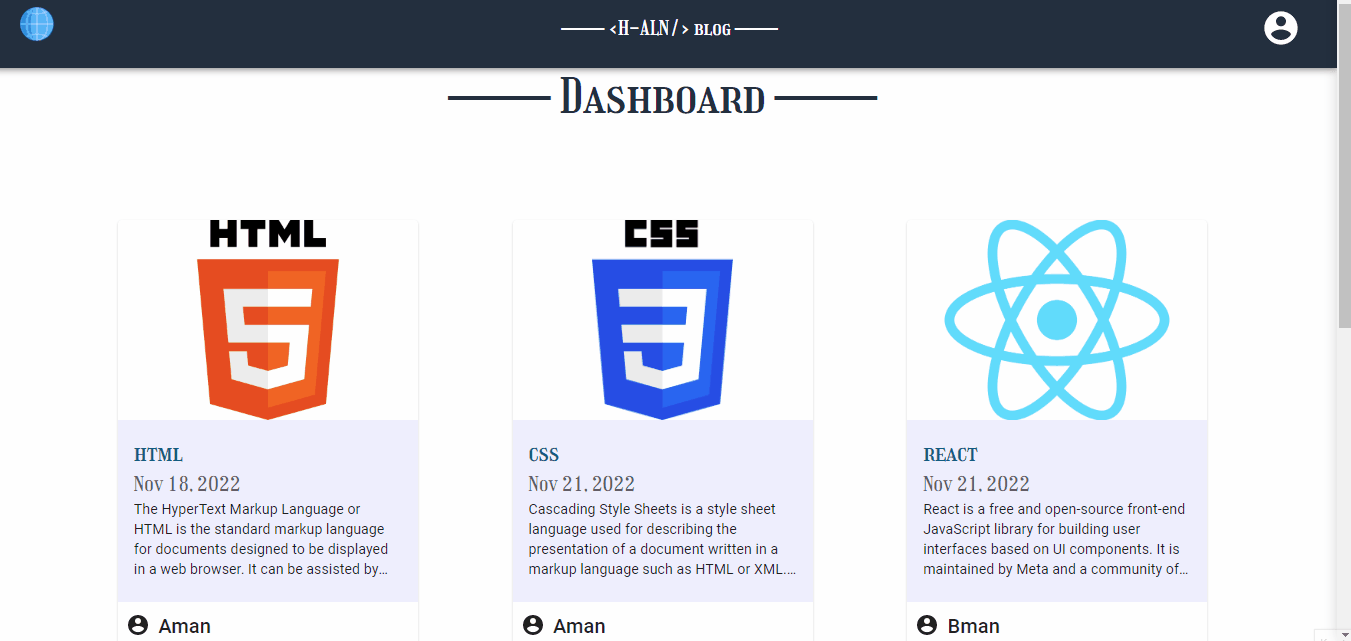 <H-ALN/> BLOG
DASHBOARD
HTML
CSS
HTML
Nov 18, 2022
The HyperText Markup Language or
HTML is the standard markup language
for documents designed to be displayed
in a web browser. It can be assisted by...
Aman
CSS
Nov 21, 2022
Cascading Style Sheets is a style sheet
language used for describing the
presentation of a document written in a
markup language such as HTML or XML....
Aman
REACT
Nov 21, 2022
React is a free and open-source front-end
JavaScript library for building user
interfaces based on UI components. It is
maintained by Meta and a community of...
Bman